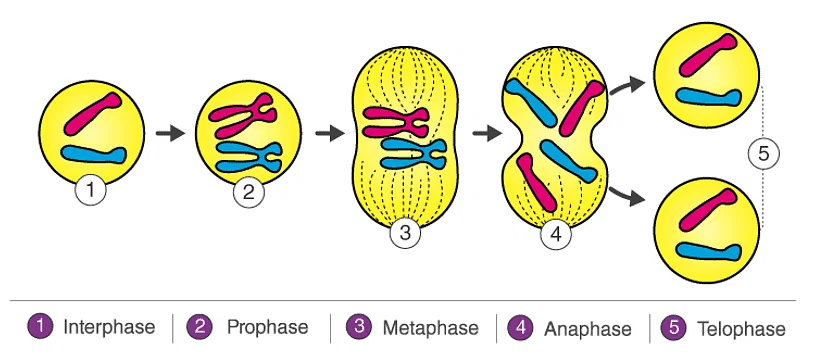 1
2
3
4
5
1 Interphase
2 Prophase
3 Metaphase
4 Anaphase
5 Telophase